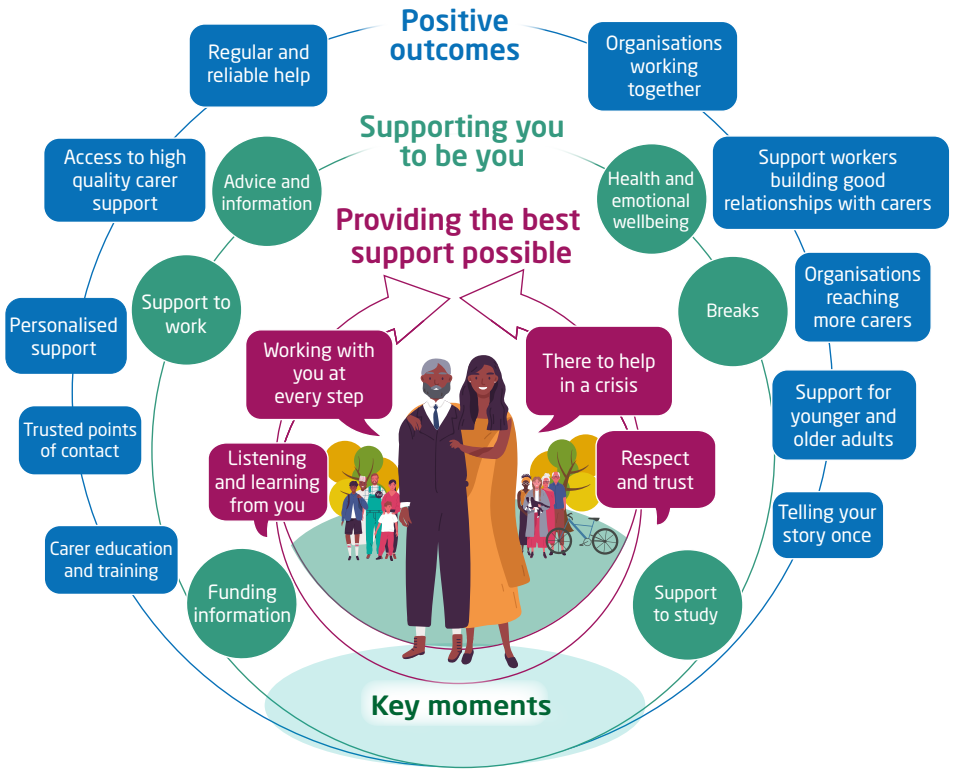 Positive
outcomes
Regular and
reliable help
Organisations
working
together
Access to high
quality carer
support
Support workers
building good
relationships with carers
Personalised
support
Organisations
reaching
more carers
Trusted points
of contact
Support for
younger and
older adults
Carer education
and training
Telling your
story once
Supporting you
to be you
Advice and
information
Health and
emotional
wellbeing
Support to
work
Breaks
Funding
information
Support
to study
Providing the best
support possible
Working with
you at
every step
There to help
in a crisis
Listening
and learning
from you
Respect
and trust
Key moments